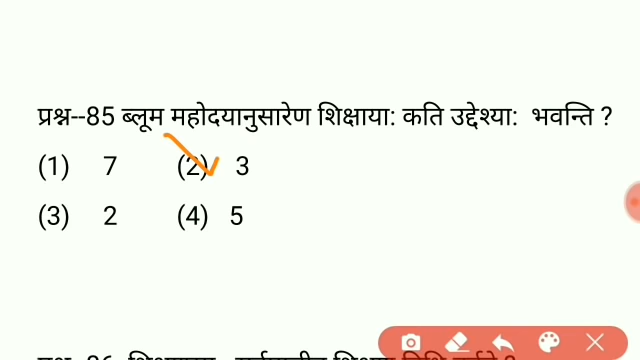 प्रश्न--85 ब्लूम महोदयानुसारेण शिक्षाया: कति उद्देश्या: भवन्ति ?
(1) 7 (2) 3
(3) 2 (4) 5